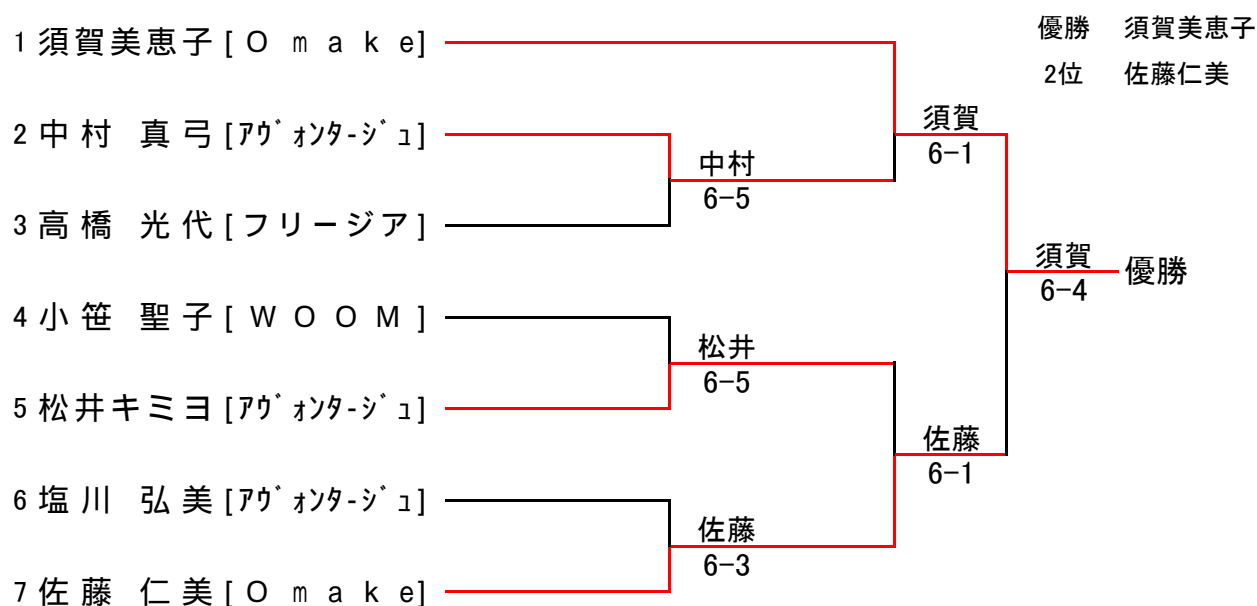 優勝 須賀美恵子
2位 佐藤仁美
1 須賀美恵子 [Omake]
2 中村 真弓 [ｱｳﾞｫﾝﾀｰｼﾞｭ]
3 高橋 光代 [フリージア]
4 小笹 聖子 [WOOM]
5 松井キミヨ [ｱｳﾞｫﾝﾀｰｼﾞｭ]
6 塩川 弘美 [ｱｳﾞｫﾝﾀｰｼﾞｭ]
7 佐藤 仁美 [Omake]
中村
6-5
松井
6-5
佐藤
6-3
須賀
6-1
佐藤
6-1
須賀
6-4
優勝